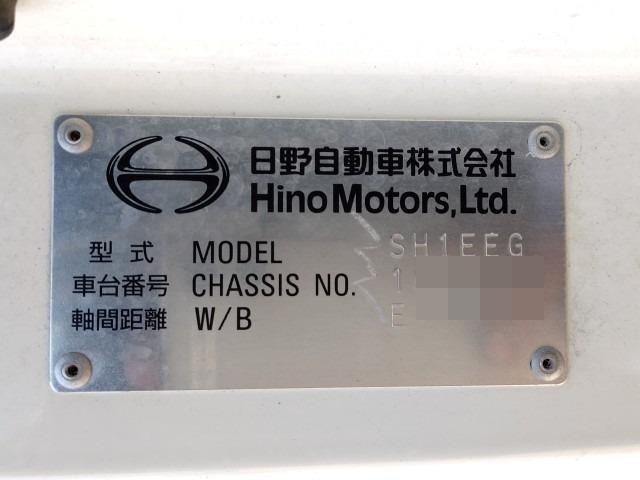 日野自動車株式会社
Hino Motors, Ltd.
型式 MODEL SH1EEG
車台番号 CHASSIS NO. 1
軸間距離 W/B E